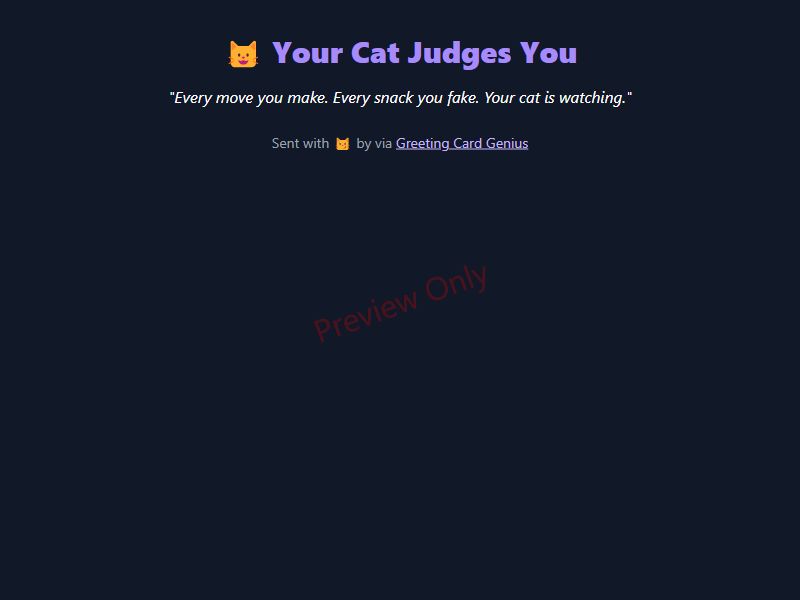 😺 Your Cat Judges You
"Every move you make. Every snack you fake. Your cat is watching."
Sent with 😼 by via Greeting Card Genius
Preview Only